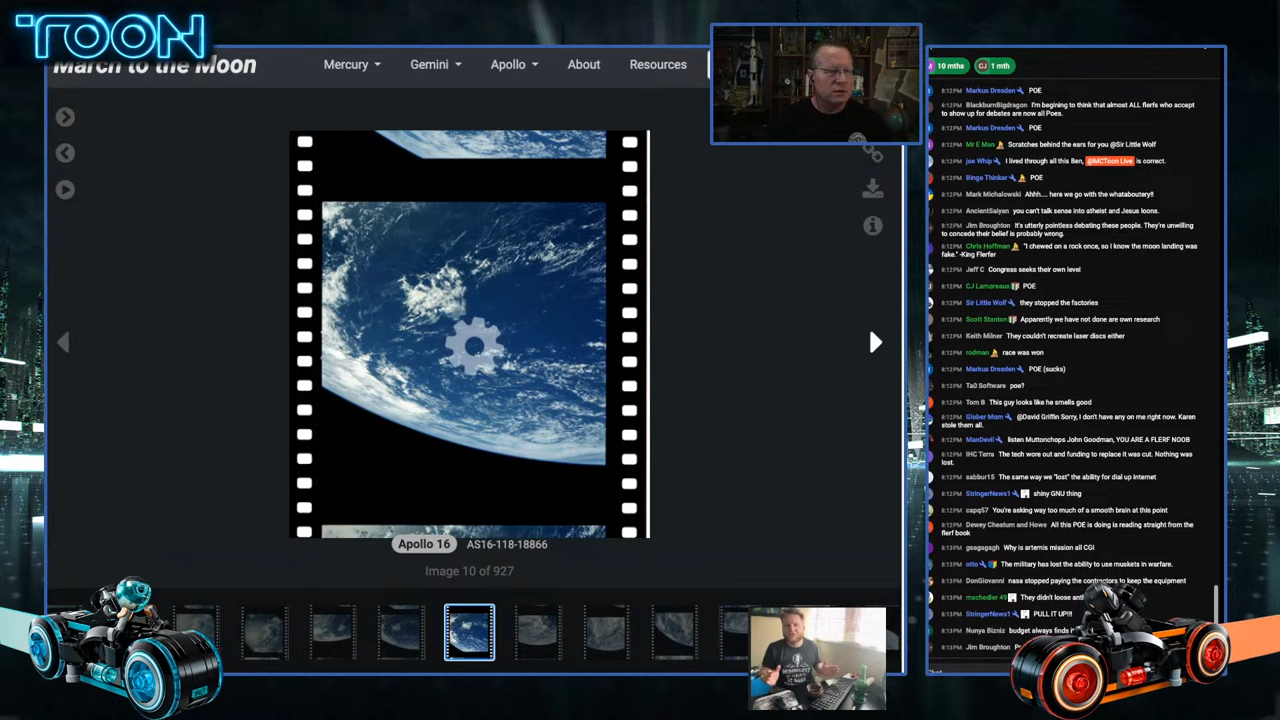 TOON
March to the Moon
Mercury
Gemini
Apollo
About
Resources
Apollo 16
AS16-118-18866
Image 10 of 927
10 mths
CJ
1 mth
8:12PM Markus Dresden POE
8:12PM BlackburnBigdragon I'm begining to think that almost ALL flerfs who accept
to show up for debates are now all Poes.
8:12PM Markus Dresden POE
8:12PM Mr E Man Scratches behind the ears for you @Sir Little Wolf
8:12PM joe Whip I lived through all this Ben, @MCToon Live is correct.
8:12PM Binge Thinker POE
8:12PM Mark Michalowski Ahhh.... here we go with the whataboutery!!
8:12PM AncientSaiyan you can't talk sense into atheist and Jesus loons.
8:12PM Jim Broughton It's utterly pointless debating these people. They're unwilling
to concede their belief is probably wrong.
8:12PM Chris Hoffman "I chewed on a rock once, so I know the moon landing was
fake." -King Flerfer
8:12PM Jeff C Congress seeks their own level
8:12PM CJ Lamoreaux POE
8:12PM Sir Little Wolf they stopped the factories
8:12PM Scott Stanton Apparently we have not done are own research
8:12PM Keith Milner They couldn't recreate laser discs either
8:12PM rodman race was won
8:12PM Markus Dresden POE (sucks)
8:12PM Ta0 Software poe?
8:12PM Tom B This guy looks like he smells good
8:12PM Glober Mom @David Griffin Sorry, I don't have any on me right now. Karen
stole them all.
8:12PM ManDevil listen Muttonchops John Goodman, YOU ARE A FLERF NOOB
8:12PM IHC Terra The tech wore out and funding to replace it was cut. Nothing was
lost.
8:12PM sabbur15 The same way we "lost" the ability for dial up internet
8:12PM StringerNews1 shiny GNU thing
8:12PM capq57 You're asking way too much of a smooth brain at this point
8:12PM Dewey Cheatum and Howe All this POE is doing is reading straight from the
flerf book
8:13PM gsagagagh Why is artemis mission all CGI
8:13PM otto The military has lost the ability to use muskets in warfare.
8:13PM DonGiovanni nasa stopped paying the contractors to keep the equipment
8:13PM mschedler 49 They didn't loose
8:13PM StringerNews1 PULL IT UP!!!
8:13PM Nunya Bizniz budget always finds
8:13PM Jim Broughton